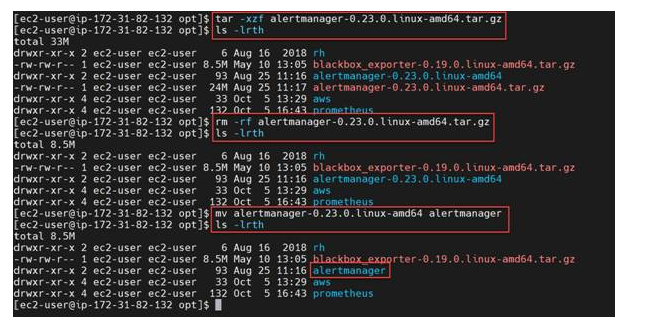 [ec2-user@ip-172-31-82-132 opt]$ tar -xzf alertmanager-0.23.0.linux-amd64.tar.gz
[ec2-user@ip-172-31-82-132 opt]$ ls -lrth
total 33M
drwxr-xr-x 2 ec2-user ec2-user 6 Aug 16 2018 rh
-rw-rw-r-- 1 ec2-user ec2-user 8.5M May 10 13:05 blackbox_exporter-0.19.0.linux-amd64.tar.gz
drwxr-xr-x 2 ec2-user ec2-user 93 Aug 25 11:16 alertmanager-0.23.0.linux-amd64
-rw-rw-r-- 1 ec2-user ec2-user 24M Aug 25 11:17 alertmanager-0.23.0.linux-amd64.tar.gz
drwxr-xr-x 4 ec2-user ec2-user 33 Oct 5 13:29 aws
drwxr-xr-x 4 ec2-user ec2-user 132 Oct 5 16:43 prometheus
[ec2-user@ip-172-31-82-132 opt]$ rm -rf alertmanager-0.23.0.linux-amd64.tar.gz
[ec2-user@ip-172-31-82-132 opt]$ ls -lrth
total 8.5M
drwxr-xr-x 2 ec2-user ec2-user 6 Aug 16 2018 rh
-rw-rw-r-- 1 ec2-user ec2-user 8.5M May 10 13:05 blackbox_exporter-0.19.0.linux-amd64.tar.gz
drwxr-xr-x 2 ec2-user ec2-user 93 Aug 25 11:16 alertmanager-0.23.0.linux-amd64
drwxr-xr-x 4 ec2-user ec2-user 33 Oct 5 13:29 aws
drwxr-xr-x 4 ec2-user ec2-user 132 Oct 5 16:43 prometheus
[ec2-user@ip-172-31-82-132 opt]$ mv alertmanager-0.23.0.linux-amd64 alertmanager
[ec2-user@ip-172-31-82-132 opt]$ ls -lrth
total 8.5M
drwxr-xr-x 2 ec2-user ec2-user 6 Aug 16 2018 rh
-rw-rw-r-- 1 ec2-user ec2-user 8.5M May 10 13:05 blackbox_exporter-0.19.0.linux-amd64.tar.gz
drwxr-xr-x 2 ec2-user ec2-user 93 Aug 25 11:16 alertmanager
drwxr-xr-x 4 ec2-user ec2-user 33 Oct 5 13:29 aws
drwxr-xr-x 4 ec2-user ec2-user 132 Oct 5 16:43 prometheus
[ec2-user@ip-172-31-82-132 opt]$